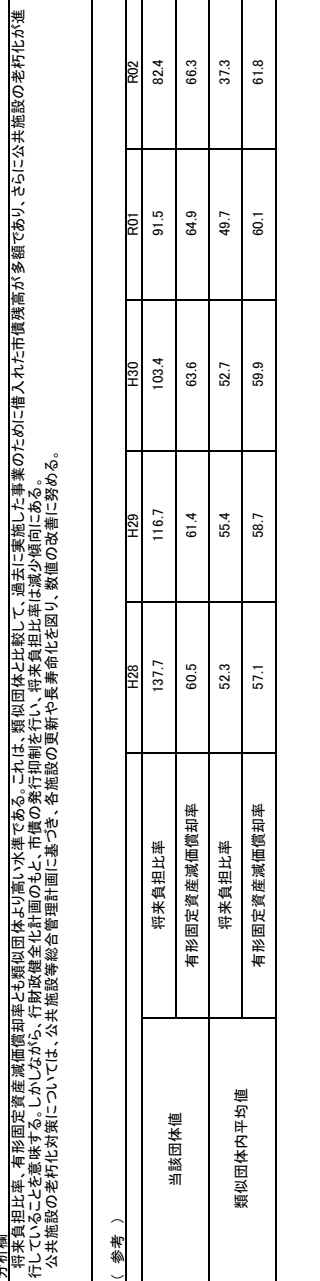 分析欄
将来負担比率、有形固定資産減価償却率とも類似団体より高い水準である。これは、類似団体と比較して、過去に実施した事業のために借入れた市債残高が多額であり、さらに公共施設の老朽化が進
行していることを意味する。しかしながら、行財政健全化計画のもと、市債の発行抑制を行い、将来負担比率は減少傾向にある。
公共施設の老朽化対策については、公共施設等総合管理計画に基づき、各施設の更新や長寿命化を図り、数値の改善に努める。
（ 参考 ）
H28 H29 H30 R01 R02
当該団体値 将来負担比率 137.7 116.7 103.4 91.5 82.4
有形固定資産減価償却率 60.5 61.4 63.6 64.9 66.3
類似団体内平均値 将来負担比率 52.3 55.4 52.7 49.7 37.3
有形固定資産減価償却率 57.1 58.7 59.9 60.1 61.8